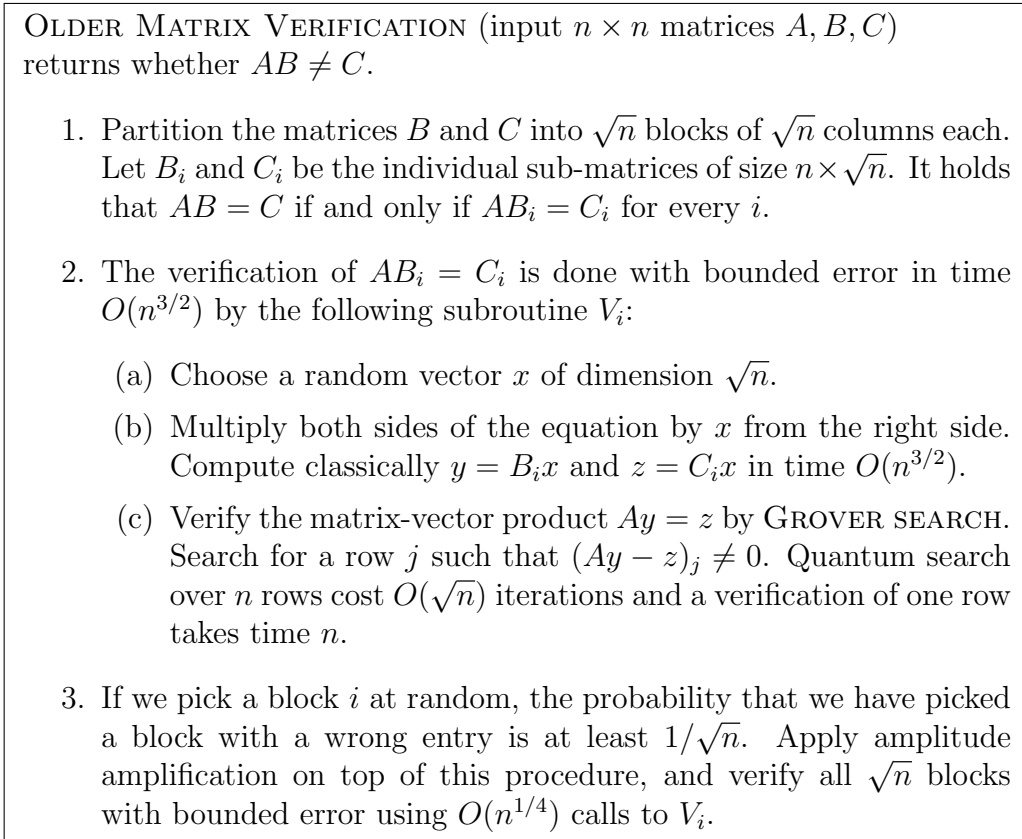 OLDER MATRIX VERIFICATION (input n × n matrices A, B, C)
returns whether AB ≠ C.
1. Partition the matrices B and C into √n blocks of √n columns each.
Let B_i and C_i be the individual sub-matrices of size n×√n. It holds
that AB = C if and only if AB_i = C_i for every i.
2. The verification of AB_i = C_i is done with bounded error in time
O(n^{3/2}) by the following subroutine V_i:
(a) Choose a random vector x of dimension √n.
(b) Multiply both sides of the equation by x from the right side.
Compute classically y = B_i x and z = C_i x in time O(n^{3/2}).
(c) Verify the matrix-vector product Ay = z by GROVER SEARCH.
Search for a row j such that (Ay − z)_j ≠ 0. Quantum search
over n rows cost O(√n) iterations and a verification of one row
takes time n.
3. If we pick a block i at random, the probability that we have picked
a block with a wrong entry is at least 1/√n. Apply amplitude
amplification on top of this procedure, and verify all √n blocks
with bounded error using O(n^{1/4}) calls to V_i.